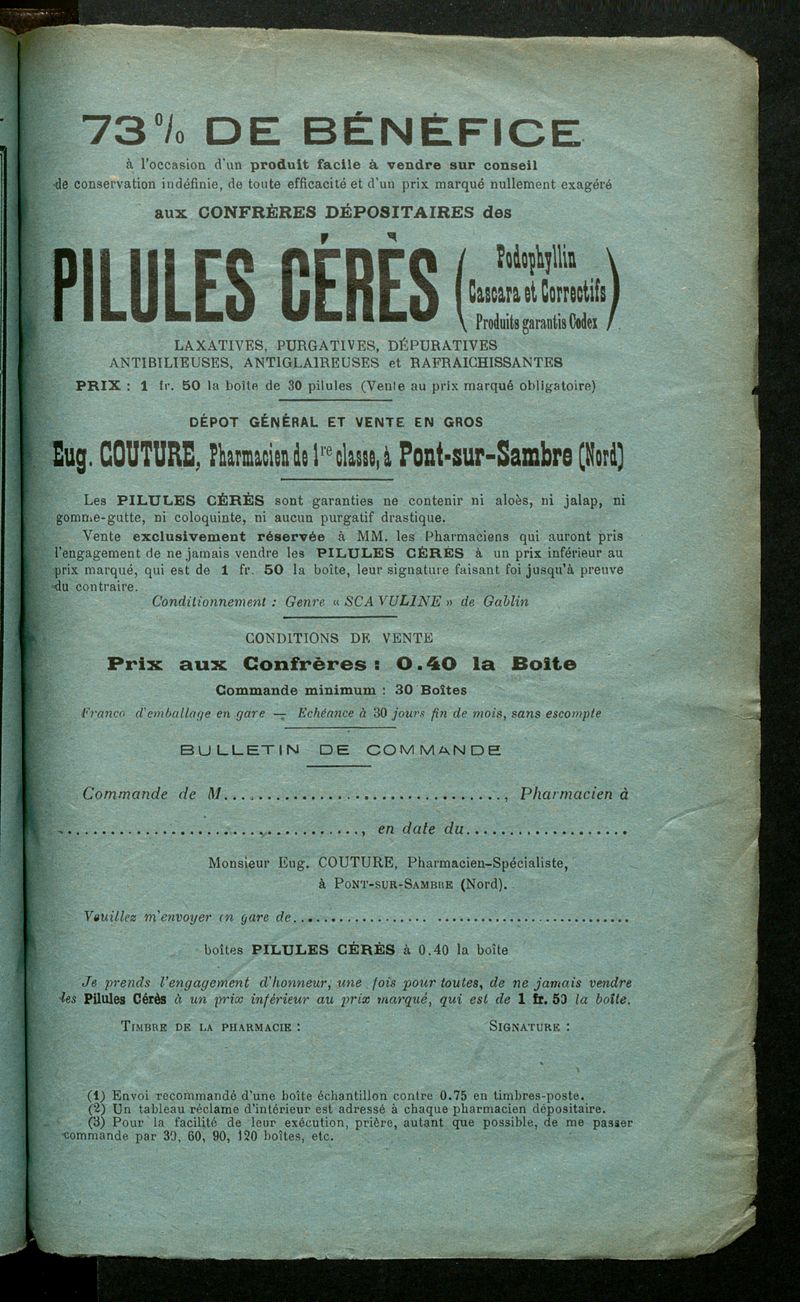 73 % DE BÉNÉFICE
à l'occasion d'un produit facile à vendre sur conseil
de conservation indéfinie, de toute efficacité et d'un prix marqué nullement exagéré
aux CONFRÈRES DÉPOSITAIRES des
PILULES CÉRÈS (Podophyllin
Cascara et Correctifs
Produits garantis Codex)
LAXATIVES, PURGATIVES, DÉPURATIVES
ANTIBILIEUSES, ANTIGLAIREUSES et RAFRAICHISSANTES
PRIX : 1 fr. 50 la boîte de 30 pilules (Vente au prix marqué obligatoire)
DÉPOT GÉNÉRAL ET VENTE EN GROS
Eug. COUTURE, Pharmacien de 1re classe, à Pont-sur-Sambre (Nord)
Les PILULES CÉRÈS sont garanties ne contenir ni aloès, ni jalap, ni
gomme-gutte, ni coloquinte, ni aucun purgatif drastique.
Vente exclusivement réservée à MM. les Pharmaciens qui auront pris
l'engagement de ne jamais vendre les PILULES CÉRÈS à un prix inférieur au
prix marqué, qui est de 1 fr. 50 la boîte, leur signature faisant foi jusqu'à preuve
du contraire.
Conditionnement : Genre « SCAVULINE » de Gablin
CONDITIONS DE VENTE
Prix aux Confrères : 0.40 la Boîte
Commande minimum : 30 Boîtes
Franco d'emballage en gare — Echéance à 30 jours fin de mois, sans escompte
BULLETIN DE COMMANDE
Commande de M......................................, Pharmacien à
......................................, en date du....................
Monsieur Eug. COUTURE, Pharmacien-Spécialiste,
à PONT-SUR-SAMBRE (Nord).
Veuillez m'envoyer en gare de..........................................
boîtes PILULES CÉRÈS à 0.40 la boîte
Je prends l'engagement d'honneur, une fois pour toutes, de ne jamais vendre
les Pilules Cérès à un prix inférieur au prix marqué, qui est de 1 fr. 50 la boîte.
TIMBRE DE LA PHARMACIE : SIGNATURE :
(1) Envoi recommandé d'une boîte échantillon contre 0.75 en timbres-poste.
(2) Un tableau réclame d'intérieur est adressé à chaque pharmacien dépositaire.
(3) Pour la facilité de leur exécution, prière, autant que possible, de me passer
commande par 30, 60, 90, 120 boîtes, etc.